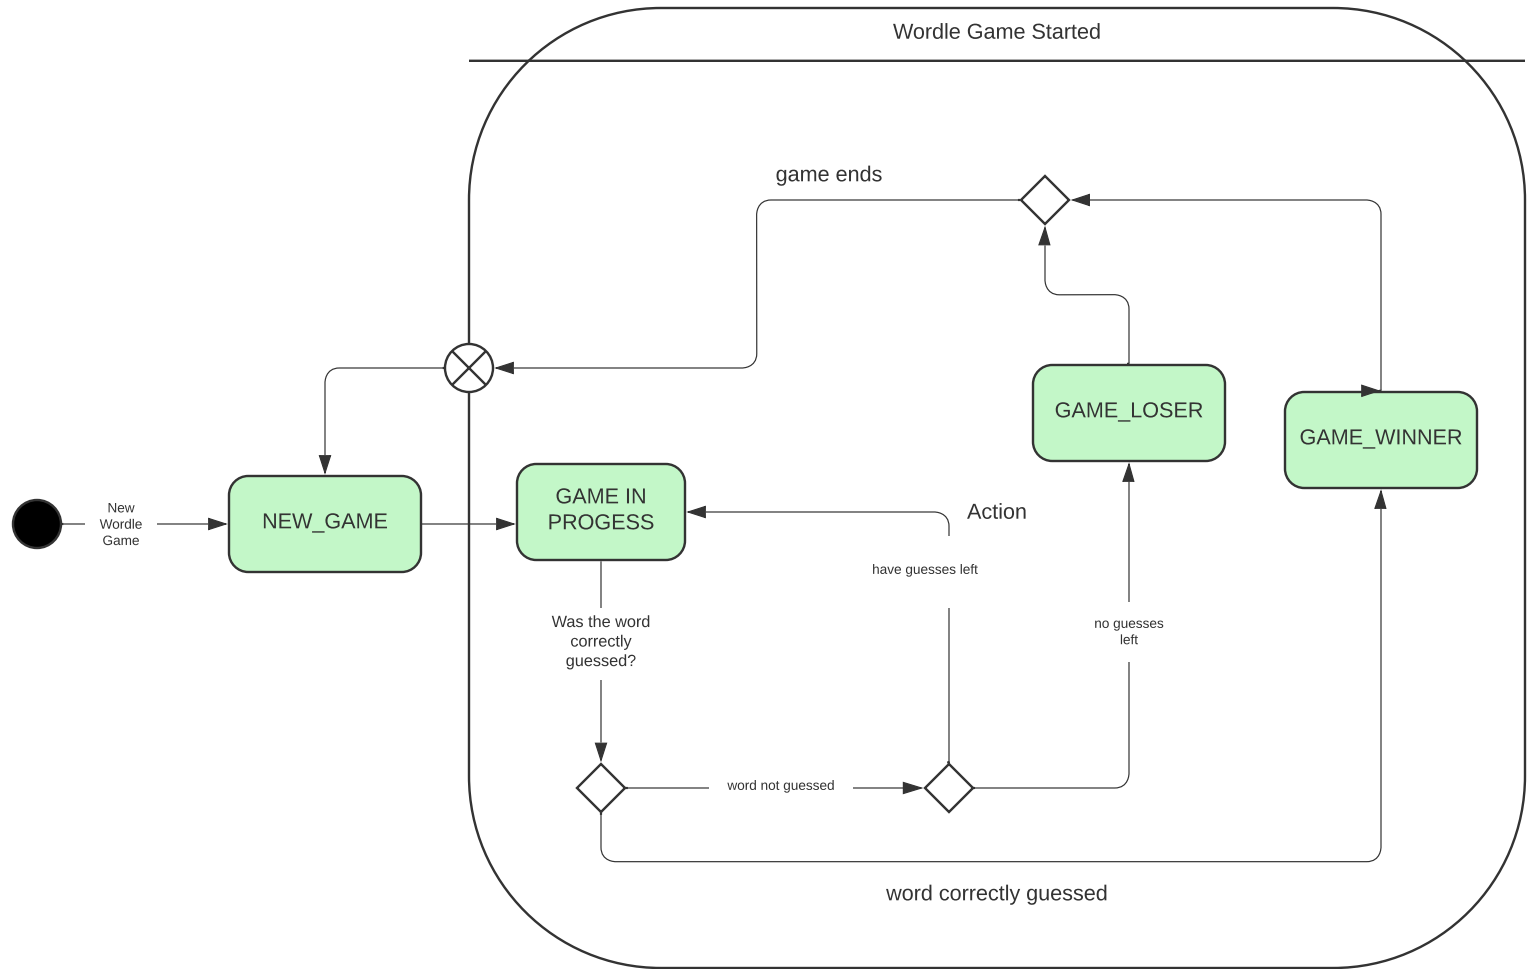 Wordle Game Started
game ends
GAME_LOSER
GAME_WINNER
New
Wordle
Game
NEW_GAME
GAME IN
PROGESS
Action
have guesses left
Was the word
correctly
guessed?
no guesses
left
word not guessed
word correctly guessed